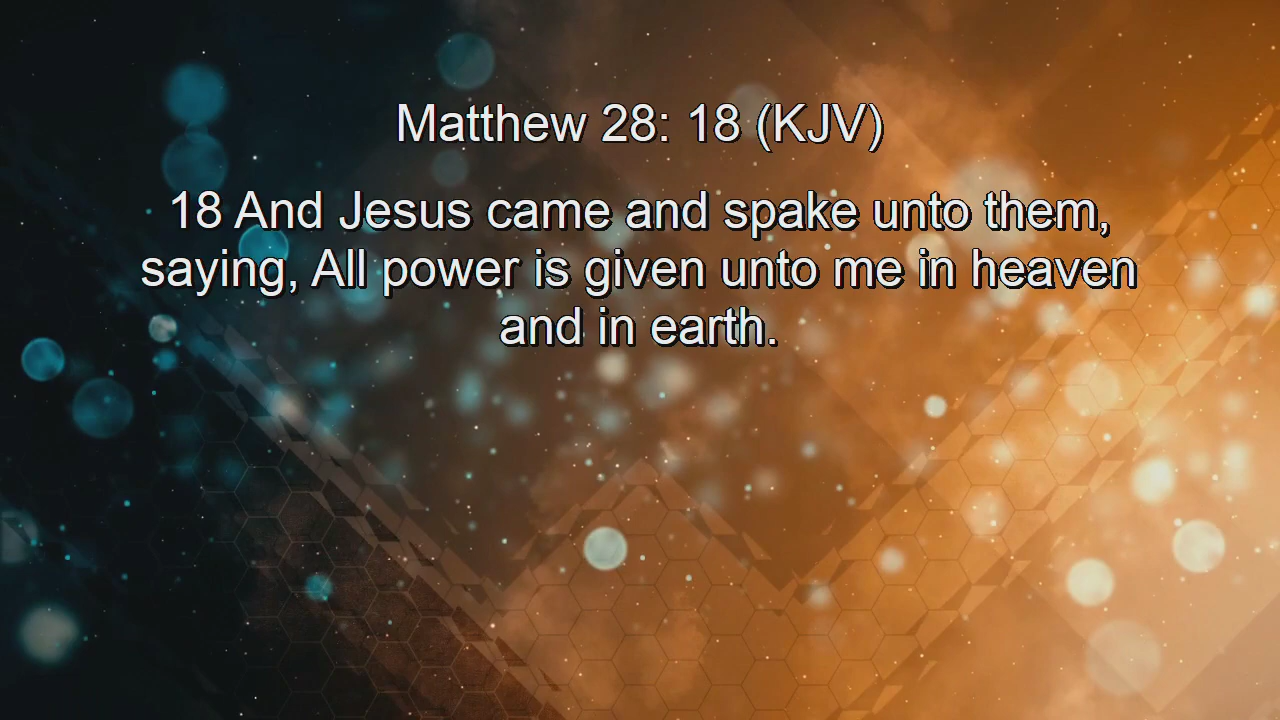 Matthew 28: 18 (KJV)
18 And Jesus came and spake unto them,
saying, All power is given unto me in heaven
and in earth.